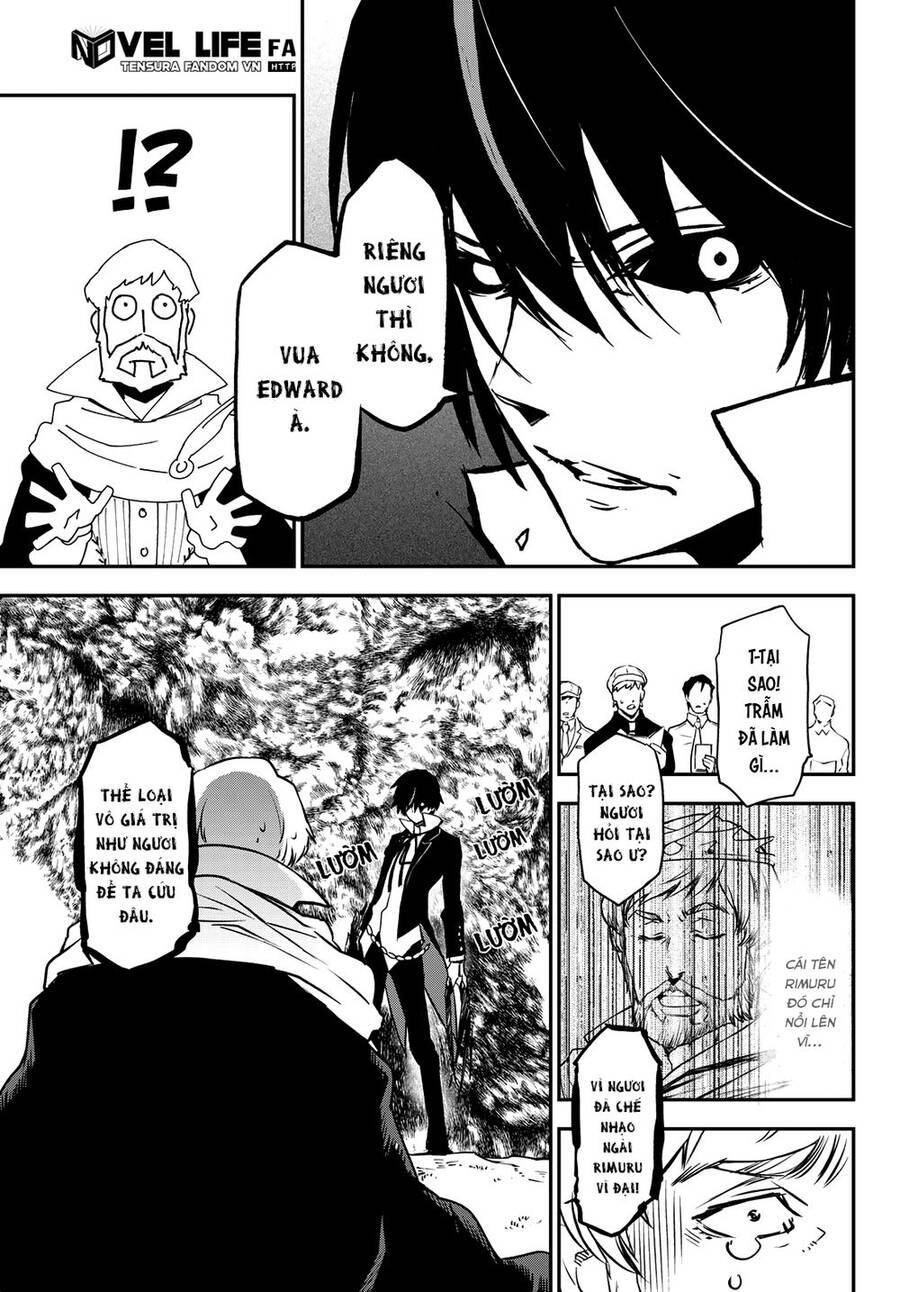 NOVEL LIFE FA
TENSURA FANDOM VN HTTP
RIÊNG
NGƯƠI
THÌ
KHÔNG,
VUA
EDWARD
À.
!?
T-TẠI
SAO!
TRẪM
ĐÃ LÀM
GÌ...
TẠI SAO?
NGƯƠI
HỎI TẠI
SAO Ư?
CÁI TÊN
RIMURU
ĐÓ CHỈ
NỔI LÊN
VĨ...
VÌ NGƯƠI
ĐÃ CHẾ
NHẠO
NGÀI
RIMURU
VĨ ĐẠI!
LƯỜM
LƯỜM
LƯỜM
LƯỜM
LƯỜM
THỂ LOẠI
VÔ GIÁ TRỊ
NHƯ NGƯƠI
KHÔNG ĐÁNG
ĐỂ TA CỨU
ĐÂU.